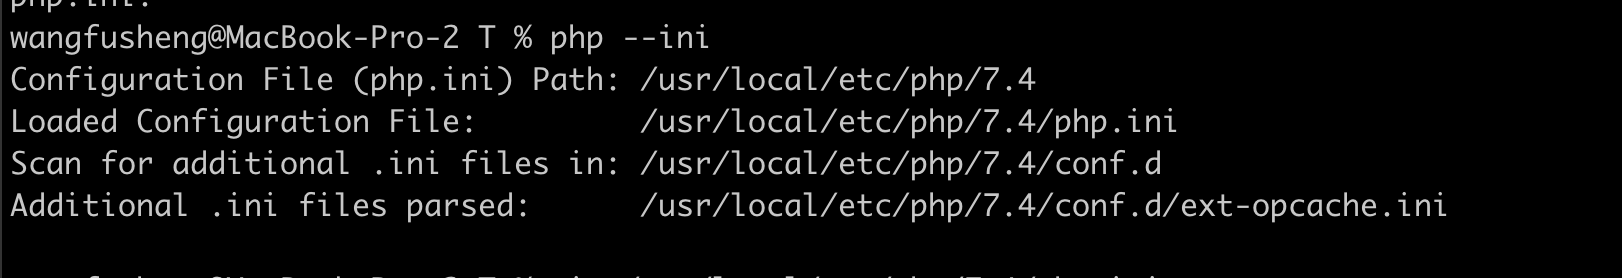 php.ini.
wangfusheng@MacBook-Pro-2 T % php --ini
Configuration File (php.ini) Path: /usr/local/etc/php/7.4
Loaded Configuration File:         /usr/local/etc/php/7.4/php.ini
Scan for additional .ini files in: /usr/local/etc/php/7.4/conf.d
Additional .ini files parsed:      /usr/local/etc/php/7.4/conf.d/ext-opcache.ini